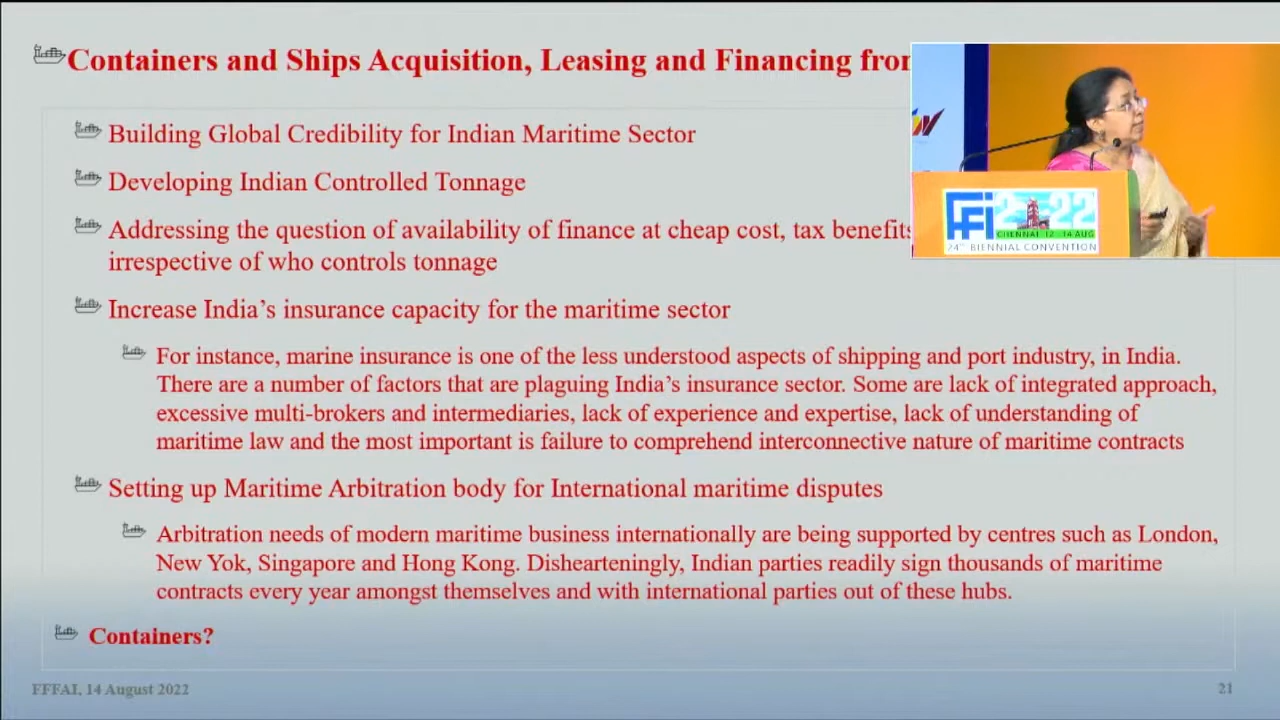 Containers and Ships Acquisition, Leasing and Financing from
Building Global Credibility for Indian Maritime Sector
Developing Indian Controlled Tonnage
Addressing the question of availability of finance at cheap cost, tax benefits
irrespective of who controls tonnage
Increase India’s insurance capacity for the maritime sector
For instance, marine insurance is one of the less understood aspects of shipping and port industry, in India.
There are a number of factors that are plaguing India’s insurance sector. Some are lack of integrated approach,
excessive multi-brokers and intermediaries, lack of experience and expertise, lack of understanding of
maritime law and the most important is failure to comprehend interconnective nature of maritime contracts
Setting up Maritime Arbitration body for International maritime disputes
Arbitration needs of modern maritime business internationally are being supported by centres such as London,
New Yok, Singapore and Hong Kong. Dishearteningly, Indian parties readily sign thousands of maritime
contracts every year amongst themselves and with international parties out of these hubs.
Containers?
FFFAI, 14 August 2022
21
FFFI 2022
CHENNAI 12 - 14 AUG
24TH BIENNIAL CONVENTION